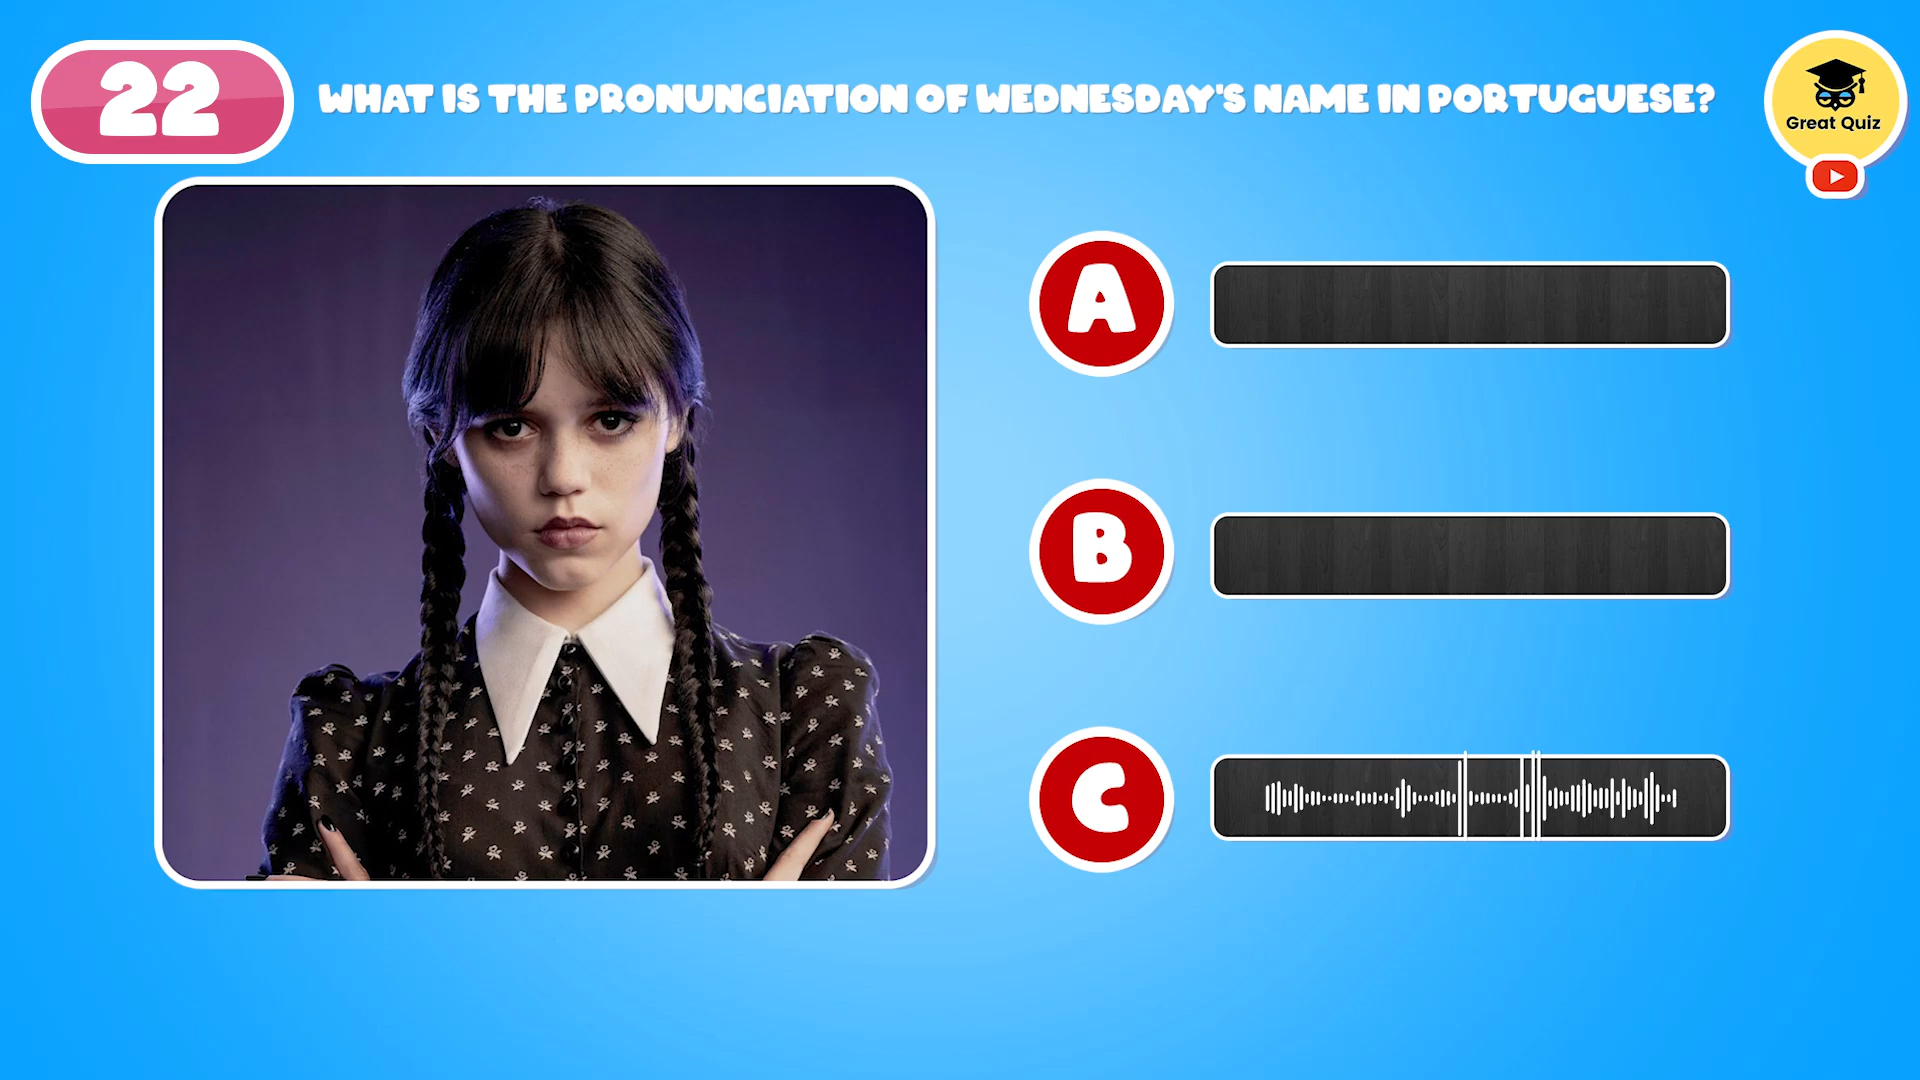 22
WHAT IS THE PRONUNCIATION OF WEDNESDAY'S NAME IN PORTUGUESE?
Great Quiz
A
B
C